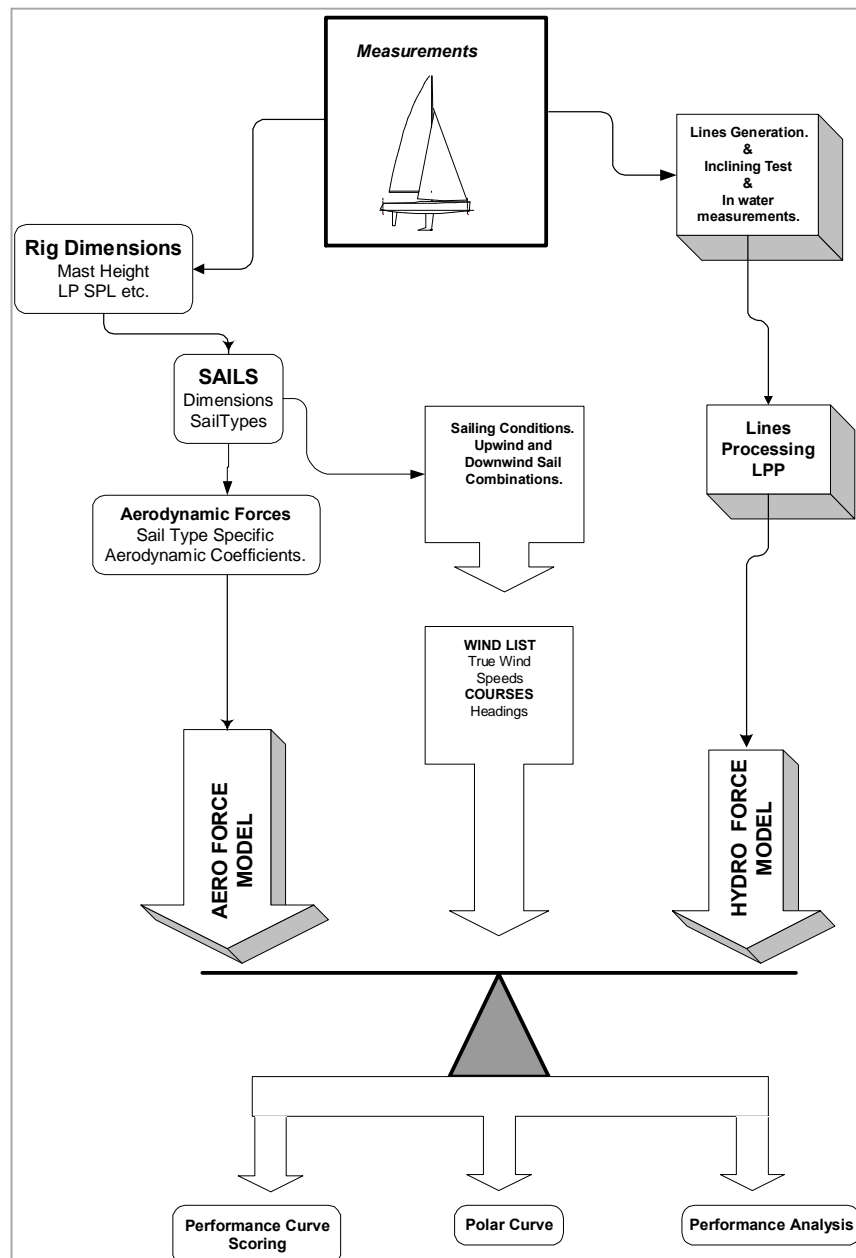 Measurements
Lines Generation.
&
Inclining Test
&
In water
measurements.
Rig Dimensions
Mast Height
LP SPL etc.
SAILS
Dimensions
SailTypes
Sailing Conditions.
Upwind and
Downwind Sail
Combinations.
Lines
Processing
LPP
Aerodynamic Forces
Sail Type Specific
Aerodynamic Coefficients.
WIND LIST
True Wind
Speeds
COURSES
Headings
AERO FORCE
MODEL
HYDRO FORCE
MODEL
Performance Curve
Scoring
Polar Curve
Performance Analysis